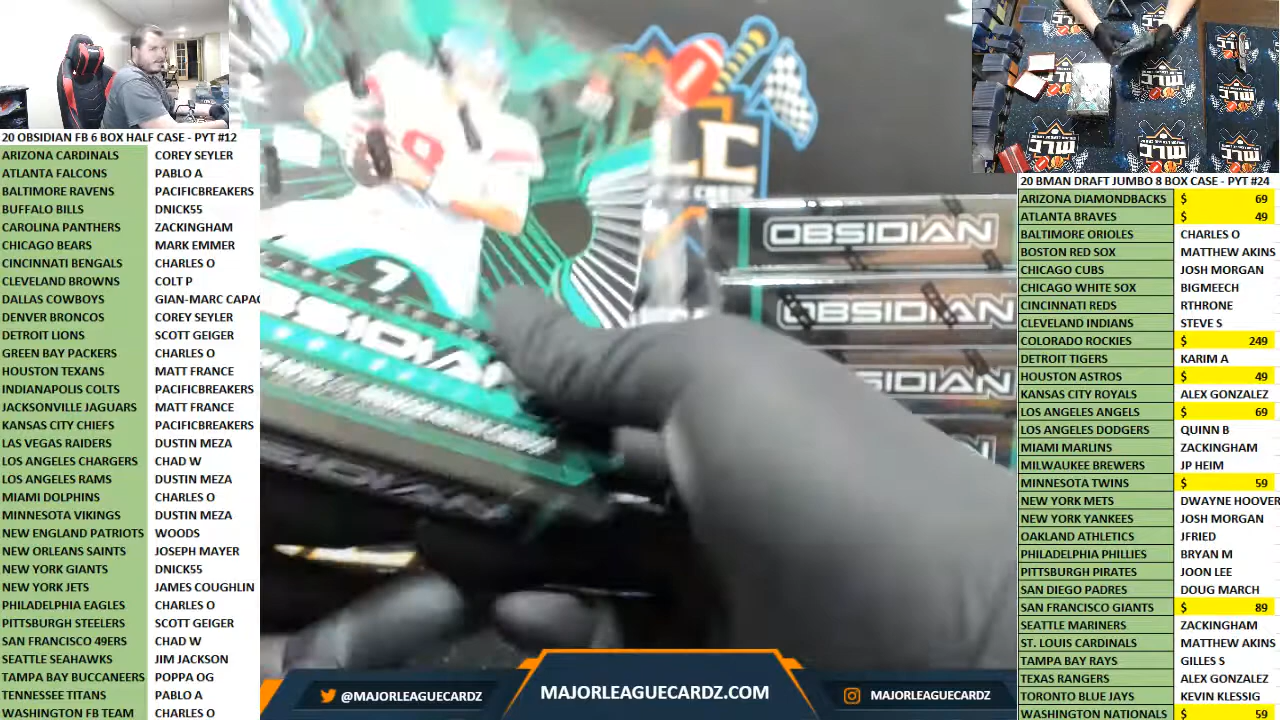 20 OBSIDIAN FB 6 BOX HALF CASE - PYT #12
ARIZONA CARDINALS COREY SEYLER
ATLANTA FALCONS PABLO A
BALTIMORE RAVENS PACIFICBREAKERS
BUFFALO BILLS DNICK55
CAROLINA PANTHERS ZACKINGHAM
CHICAGO BEARS MARK EMMER
CINCINNATI BENGALS CHARLES O
CLEVELAND BROWNS COLT P
DALLAS COWBOYS GIAN-MARC CAPAC
DENVER BRONCOS COREY SEYLER
DETROIT LIONS SCOTT GEIGER
GREEN BAY PACKERS CHARLES O
HOUSTON TEXANS MATT FRANCE
INDIANAPOLIS COLTS PACIFICBREAKERS
JACKSONVILLE JAGUARS MATT FRANCE
KANSAS CITY CHIEFS PACIFICBREAKERS
LAS VEGAS RAIDERS DUSTIN MEZA
LOS ANGELES CHARGERS CHAD W
LOS ANGELES RAMS DUSTIN MEZA
MIAMI DOLPHINS CHARLES O
MINNESOTA VIKINGS DUSTIN MEZA
NEW ENGLAND PATRIOTS WOODS
NEW ORLEANS SAINTS JOSEPH MAYER
NEW YORK GIANTS DNICK55
NEW YORK JETS JAMES COUGHLIN
PHILADELPHIA EAGLES CHARLES O
PITTSBURGH STEELERS SCOTT GEIGER
SAN FRANCISCO 49ERS CHAD W
SEATTLE SEAHAWKS JIM JACKSON
TAMPA BAY BUCCANEERS POPPA OG
TENNESSEE TITANS PABLO A
WASHINGTON FB TEAM CHARLES O
OBSIDIAN
OBSIDIAN
OBSIDIAN
OBSIDIAN
@MAJORLEAGUECARDZ
MAJORLEAGUECARDZ.COM
MAJORLEAGUECARDZ
20 BMAN DRAFT JUMBO 8 BOX CASE - PYT #24
ARIZONA DIAMONDBACKS $ 69
ATLANTA BRAVES $ 49
BALTIMORE ORIOLES CHARLES O
BOSTON RED SOX MATTHEW AKINS
CHICAGO CUBS JOSH MORGAN
CHICAGO WHITE SOX BIGMEECH
CINCINNATI REDS RTHRONE
CLEVELAND INDIANS STEVE S
COLORADO ROCKIES $ 249
DETROIT TIGERS KARIM A
HOUSTON ASTROS $ 49
KANSAS CITY ROYALS ALEX GONZALEZ
LOS ANGELES ANGELS $ 69
LOS ANGELES DODGERS QUINN B
MIAMI MARLINS ZACKINGHAM
MILWAUKEE BREWERS JP HEIM
MINNESOTA TWINS $ 59
NEW YORK METS DWAYNE HOOVER
NEW YORK YANKEES JOSH MORGAN
OAKLAND ATHLETICS JFRIED
PHILADELPHIA PHILLIES BRYAN M
PITTSBURGH PIRATES JOON LEE
SAN DIEGO PADRES DOUG MARCH
SAN FRANCISCO GIANTS $ 89
SEATTLE MARINERS ZACKINGHAM
ST. LOUIS CARDINALS MATTHEW AKINS
TAMPA BAY RAYS GILLES S
TEXAS RANGERS ALEX GONZALEZ
TORONTO BLUE JAYS KEVIN KLESSIG
WASHINGTON NATIONALS $ 59